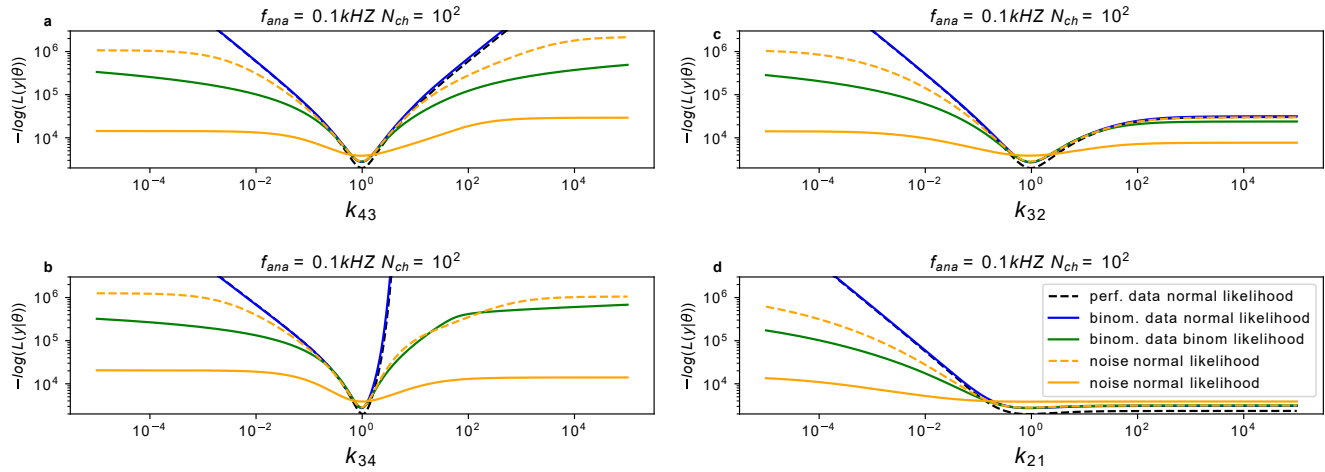 a
f_ana = 0.1kHZ N_ch = 10^2
−log(L(y|θ))
10^6
10^5
10^4
10^−4 10^−2 10^0 10^2 10^4
k_43
c
f_ana = 0.1kHZ N_ch = 10^2
−log(L(y|θ))
10^6
10^5
10^4
10^−4 10^−2 10^0 10^2 10^4
k_32
b
f_ana = 0.1kHZ N_ch = 10^2
−log(L(y|θ))
10^6
10^5
10^4
10^−4 10^−2 10^0 10^2 10^4
k_34
d
f_ana = 0.1kHZ N_ch = 10^2
−log(L(y|θ))
10^6
10^5
10^4
perf. data normal likelihood
binom. data normal likelihood
binom. data binom likelihood
noise normal likelihood
noise normal likelihood
10^−4 10^−2 10^0 10^2 10^4
k_21